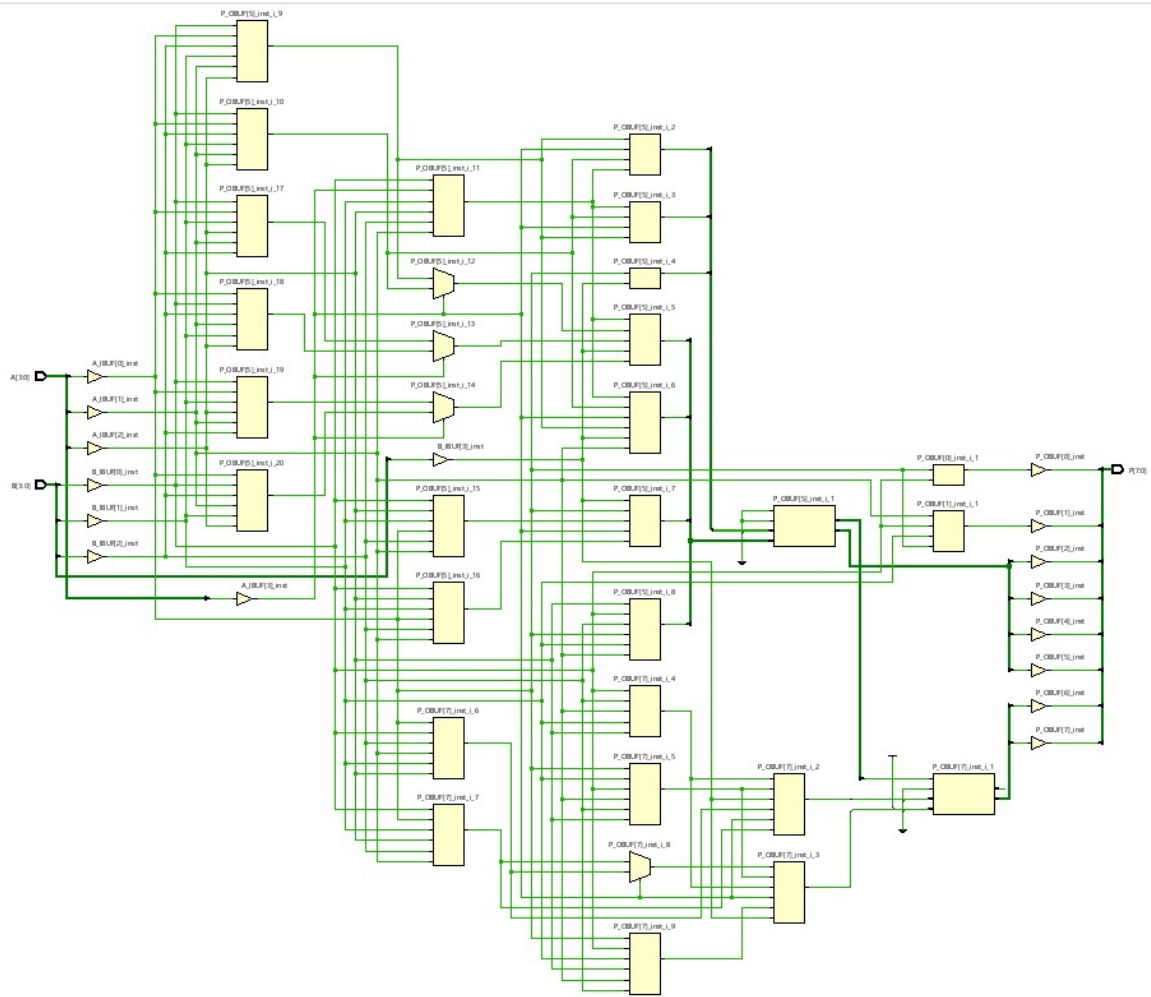 P_OBUF[5]_inst_i_9
P_OBUF[5]_inst_i_10
P_OBUF[5]_inst_i_2
P_OBUF[5]_inst_i_11
P_OBUF[5]_inst_i_17
P_OBUF[5]_inst_i_3
P_OBUF[5]_inst_i_12
P_OBUF[5]_inst_i_4
P_OBUF[5]_inst_i_18
P_OBUF[5]_inst_i_5
P_OBUF[5]_inst_i_13
A_IBUF[0]_inst
P_OBUF[5]_inst_i_19
A[3:0]
P_OBUF[5]_inst_i_14
P_OBUF[5]_inst_i_6
A_IBUF[1]_inst
A_IBUF[2]_inst
B_IBUF[3]_inst
P_OBUF[0]_inst_i_1
P_OBUF[0]_inst
P_OBUF[5]_inst_i_20
B_IBUF[0]_inst
P[7:0]
B[3:0]
P_OBUF[5]_inst_i_15
P_OBUF[5]_inst_i_7
P_OBUF[5]_inst_i_1
P_OBUF[1]_inst_i_1
B_IBUF[1]_inst
P_OBUF[1]_inst
B_IBUF[2]_inst
P_OBUF[2]_inst
P_OBUF[5]_inst_i_16
A_IBUF[3]_inst
P_OBUF[3]_inst
P_OBUF[5]_inst_i_8
P_OBUF[4]_inst
P_OBUF[5]_inst
P_OBUF[7]_inst_i_4
P_OBUF[6]_inst
P_OBUF[7]_inst_i_6
P_OBUF[7]_inst
P_OBUF[7]_inst_i_5
P_OBUF[7]_inst_i_2
P_OBUF[7]_inst_i_1
P_OBUF[7]_inst_i_7
P_OBUF[7]_inst_i_8
P_OBUF[7]_inst_i_3
P_OBUF[7]_inst_i_9